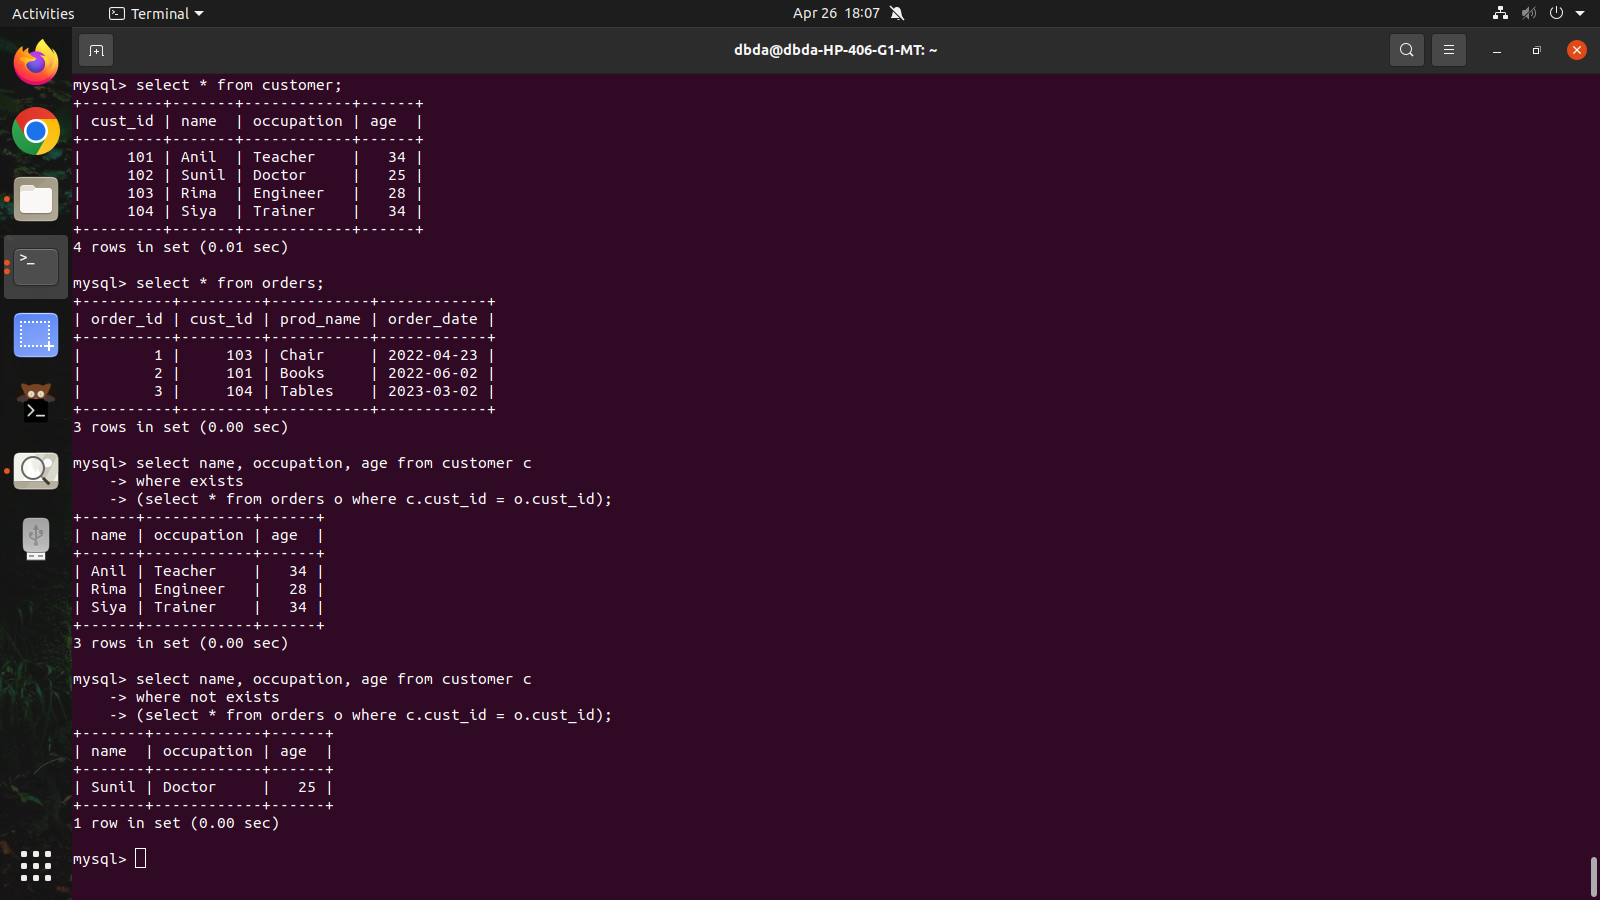 Activities Terminal Apr 26 18:07
dbda@dbda-HP-406-G1-MT: ~
mysql> select * from customer;
+---------+-------+------------+------+
| cust_id | name  | occupation | age  |
+---------+-------+------------+------+
|     101 | Anil  | Teacher    |   34 |
|     102 | Sunil | Doctor     |   25 |
|     103 | Rima  | Engineer   |   28 |
|     104 | Siya  | Trainer    |   34 |
+---------+-------+------------+------+
4 rows in set (0.01 sec)
mysql> select * from orders;
+----------+---------+-----------+------------+
| order_id | cust_id | prod_name | order_date |
+----------+---------+-----------+------------+
|        1 |     103 | Chair     | 2022-04-23 |
|        2 |     101 | Books     | 2022-06-02 |
|        3 |     104 | Tables    | 2023-03-02 |
+----------+---------+-----------+------------+
3 rows in set (0.00 sec)
mysql> select name, occupation, age from customer c
    -> where exists
    -> (select * from orders o where c.cust_id = o.cust_id);
+------+------------+------+
| name | occupation | age  |
+------+------------+------+
| Anil | Teacher    |   34 |
| Rima | Engineer   |   28 |
| Siya | Trainer    |   34 |
+------+------------+------+
3 rows in set (0.00 sec)
mysql> select name, occupation, age from customer c
    -> where not exists
    -> (select * from orders o where c.cust_id = o.cust_id);
+-------+------------+------+
| name  | occupation | age  |
+-------+------------+------+
| Sunil | Doctor     |   25 |
+-------+------------+------+
1 row in set (0.00 sec)
mysql>